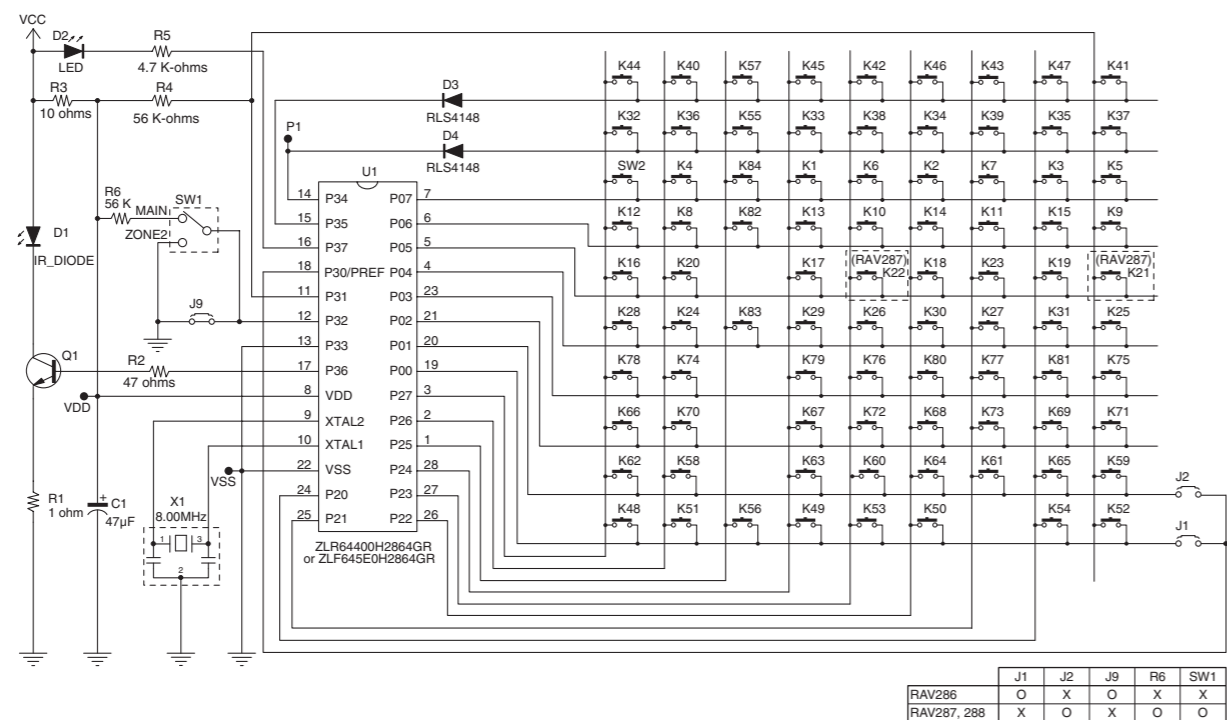 VCC
D2
LED
R5
4.7 K-ohms
R3
10 ohms
R4
56 K-ohms
D3
RLS4148
P1
D4
RLS4148
R6
56 K
MAIN
SW1
ZONE2
D1
IR_DIODE
J9
Q1
R2
47 ohms
VDD
VSS
R1
1 ohm
+
C1
47µF
X1
8.00MHz
1 3
2
U1
14 P34 P07 7
15 P35 P06 6
16 P37 P05 5
18 P30/PREF P04 4
11 P31 P03 23
12 P32 P02 21
13 P33 P01 20
17 P36 P00 19
8 VDD P27 3
9 XTAL2 P26 2
10 XTAL1 P25 1
22 VSS P24 28
24 P20 P23 27
25 P21 P22 26
ZLR64400H2864GR
or ZLF645E0H2864GR
K44 K40 K57 K45 K42 K46 K43 K47 K41
K32 K36 K55 K33 K38 K34 K39 K35 K37
SW2 K4 K84 K1 K6 K2 K7 K3 K5
K12 K8 K82 K13 K10 K14 K11 K15 K9
K16 K20 K17 (RAV287) K22 K18 K23 K19 (RAV287) K21
K28 K24 K83 K29 K26 K30 K27 K31 K25
K78 K74 K79 K76 K80 K77 K81 K75
K66 K70 K67 K72 K68 K73 K69 K71
K62 K58 K63 K60 K64 K61 K65 K59
J2
K48 K51 K56 K49 K53 K50 K54 K52
J1
J1 J2 J9 R6 SW1
RAV286 O X O X X
RAV287, 288 X O X O O